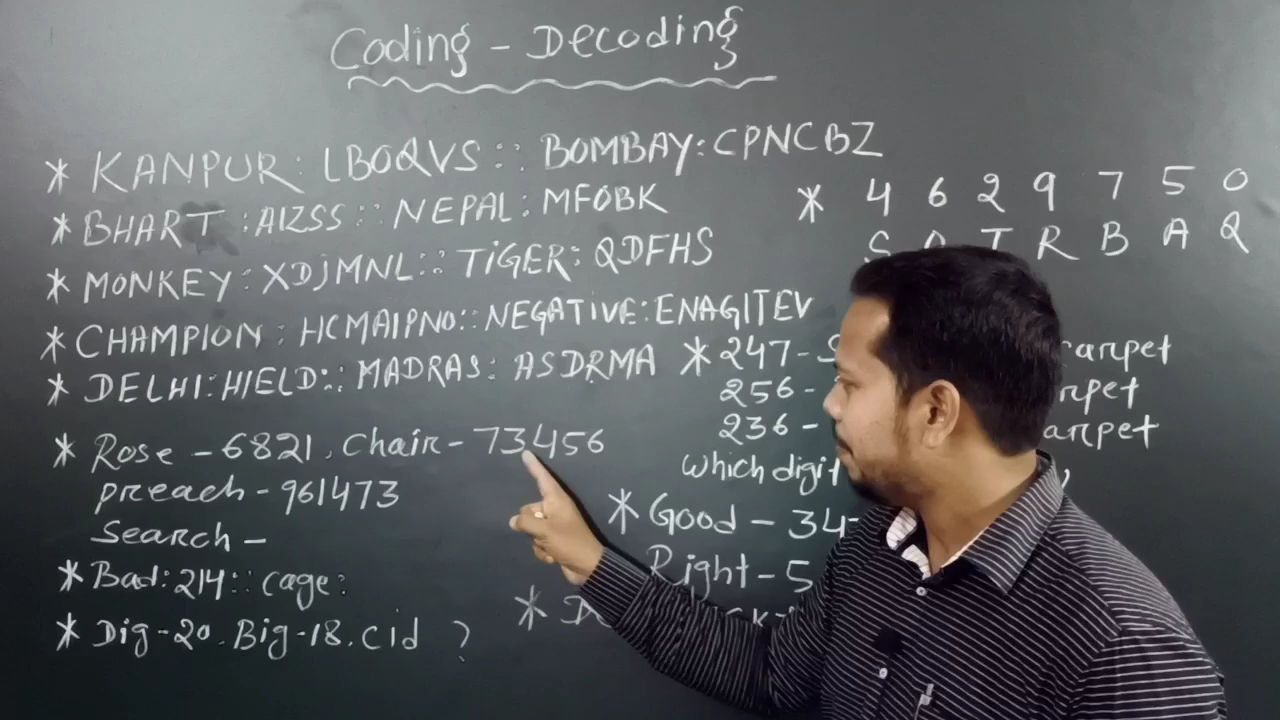 Coding - Decoding
* KANPUR: LBOQVS :: BOMBAY: CPNCBZ
* BHART : AIZSS :: NEPAL: MFOBK
* MONKEY: XDJMNL :: TiGER: QDFHS
* CHAMPION : HCMAIPNO :: NEGATIVE: ENAGITEV
* DELHI: HIELD :: MADRAS: ASDRMA
* Rose - 6821, Chair - 73456
preach - 961473
Search -
* Bad: 214 :: cage:
* Dig-20. Big-18. cid ?
* 4 6 2 9 7 5 0
R B A Q
* 247- carpet
256-
236-
which digit
* Good - 34
Right - 5
*